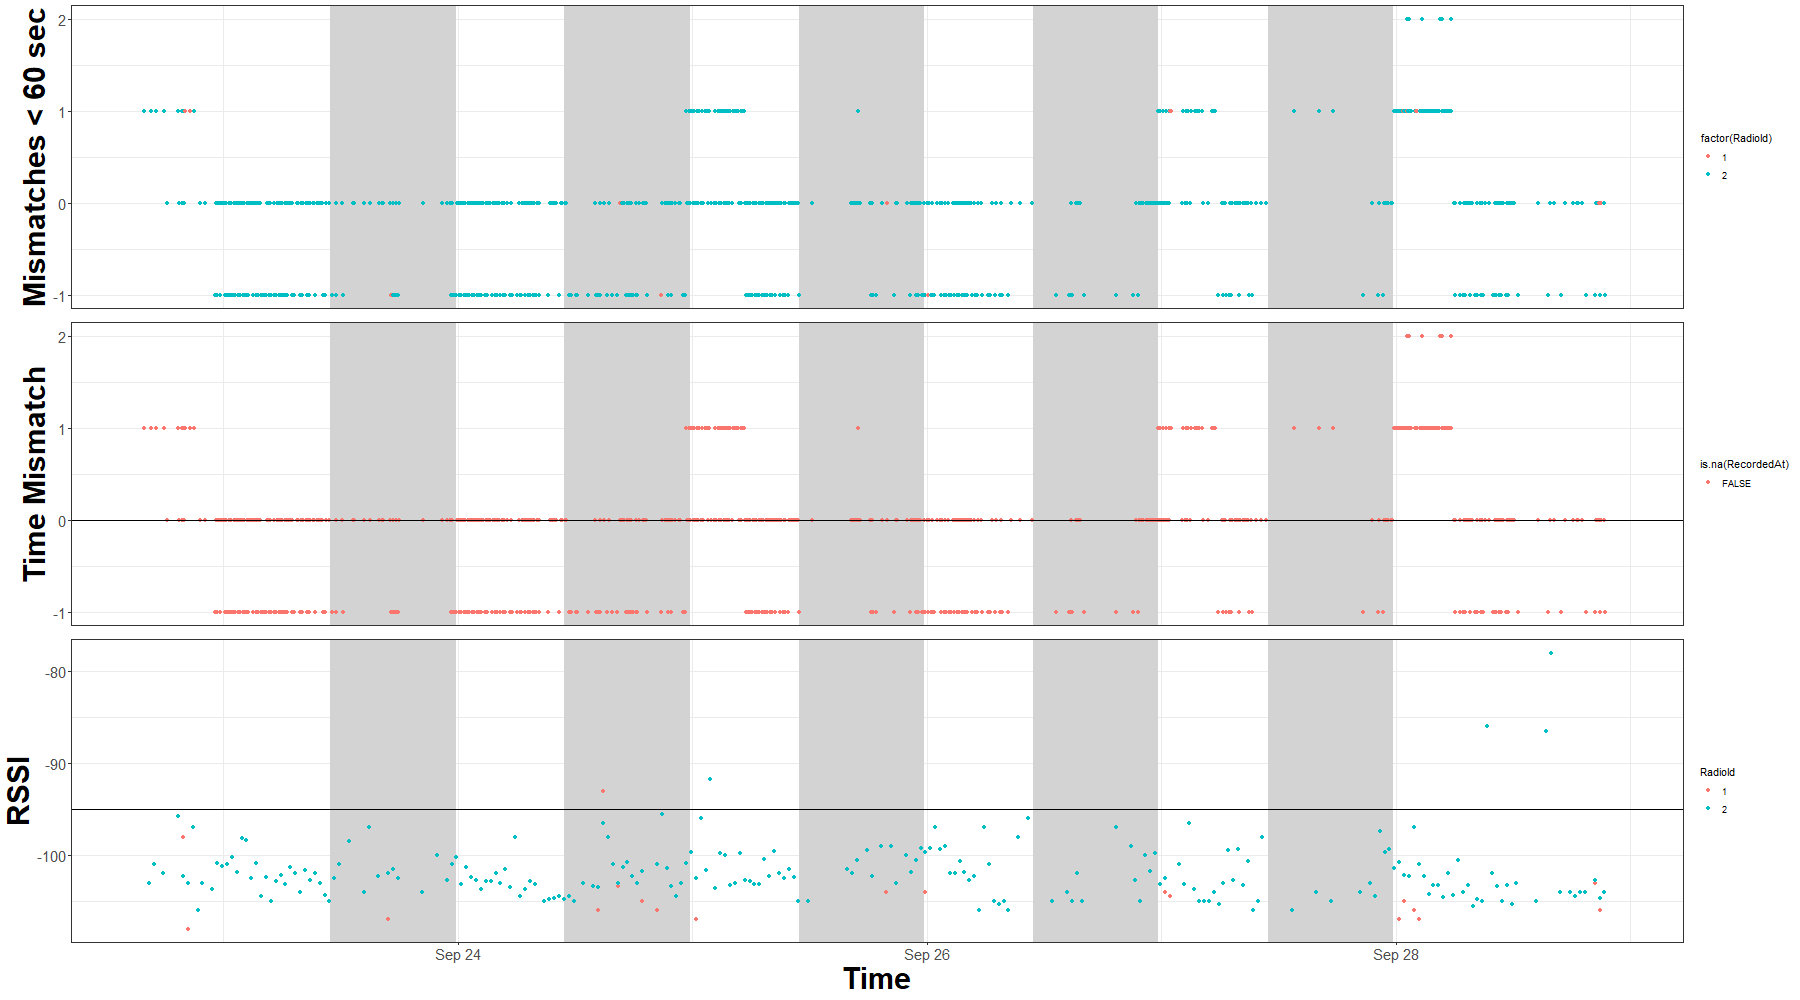 Mismatches < 60 sec
2
1
0
-1
factor(RadioId)
1
2
Time Mismatch
2
1
0
-1
is.na(RecordedAt)
FALSE
RSSI
-80
-90
-100
RadioId
1
2
Sep 24
Sep 26
Sep 28
Time